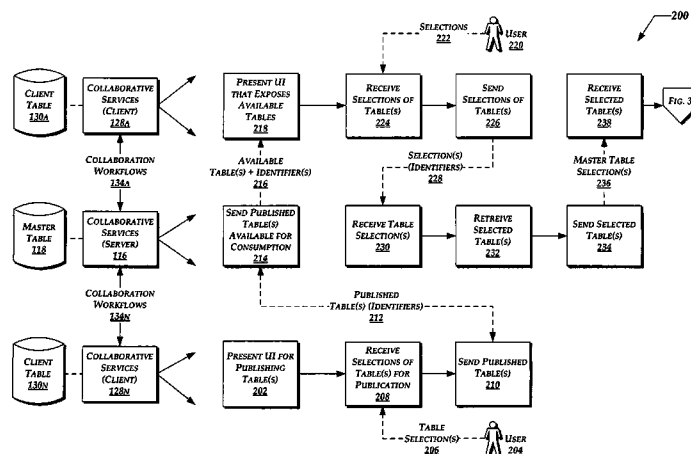 200
SELECTIONS
222
USER
220
CLIENT
TABLE
130A
COLLABORATIVE
SERVICES
(CLIENT)
128A
PRESENT UI
THAT EXPOSES
AVAILABLE
TABLES
218
RECEIVE
SELECTIONS OF
TABLE(S)
224
SEND
SELECTIONS OF
TABLE(S)
226
RECEIVE
SELECTED
TABLE(S)
238
FIG. 3
COLLABORATION
WORKFLOWS
134A
AVAILABLE
TABLE(S) + IDENTIFIER(S)
216
SELECTION(S)
(IDENTIFIERS)
228
MASTER TABLE
SELECTION(S)
236
MASTER
TABLE
118
COLLABORATIVE
SERVICES
(SERVER)
116
SEND PUBLISHED
TABLE(S)
AVAILABLE FOR
CONSUMPTION
214
RECEIVE TABLE
SELECTION(S)
230
RETREIVE
SELECTED
TABLE(S)
232
SEND SELECTED
TABLE(S)
234
COLLABORATION
WORKFLOWS
134N
PUBLISHED
TABLE(S) (IDENTIFIERS)
212
CLIENT
TABLE
130N
COLLABORATIVE
SERVICES
(CLIENT)
128N
PRESENT UI FOR
PUBLISHING
TABLE(S)
202
RECEIVE
SELECTIONS OF
TABLE(S) FOR
PUBLICATION
208
SEND PUBLISHED
TABLE(S)
210
TABLE
SELECTION(S)
206
USER
204